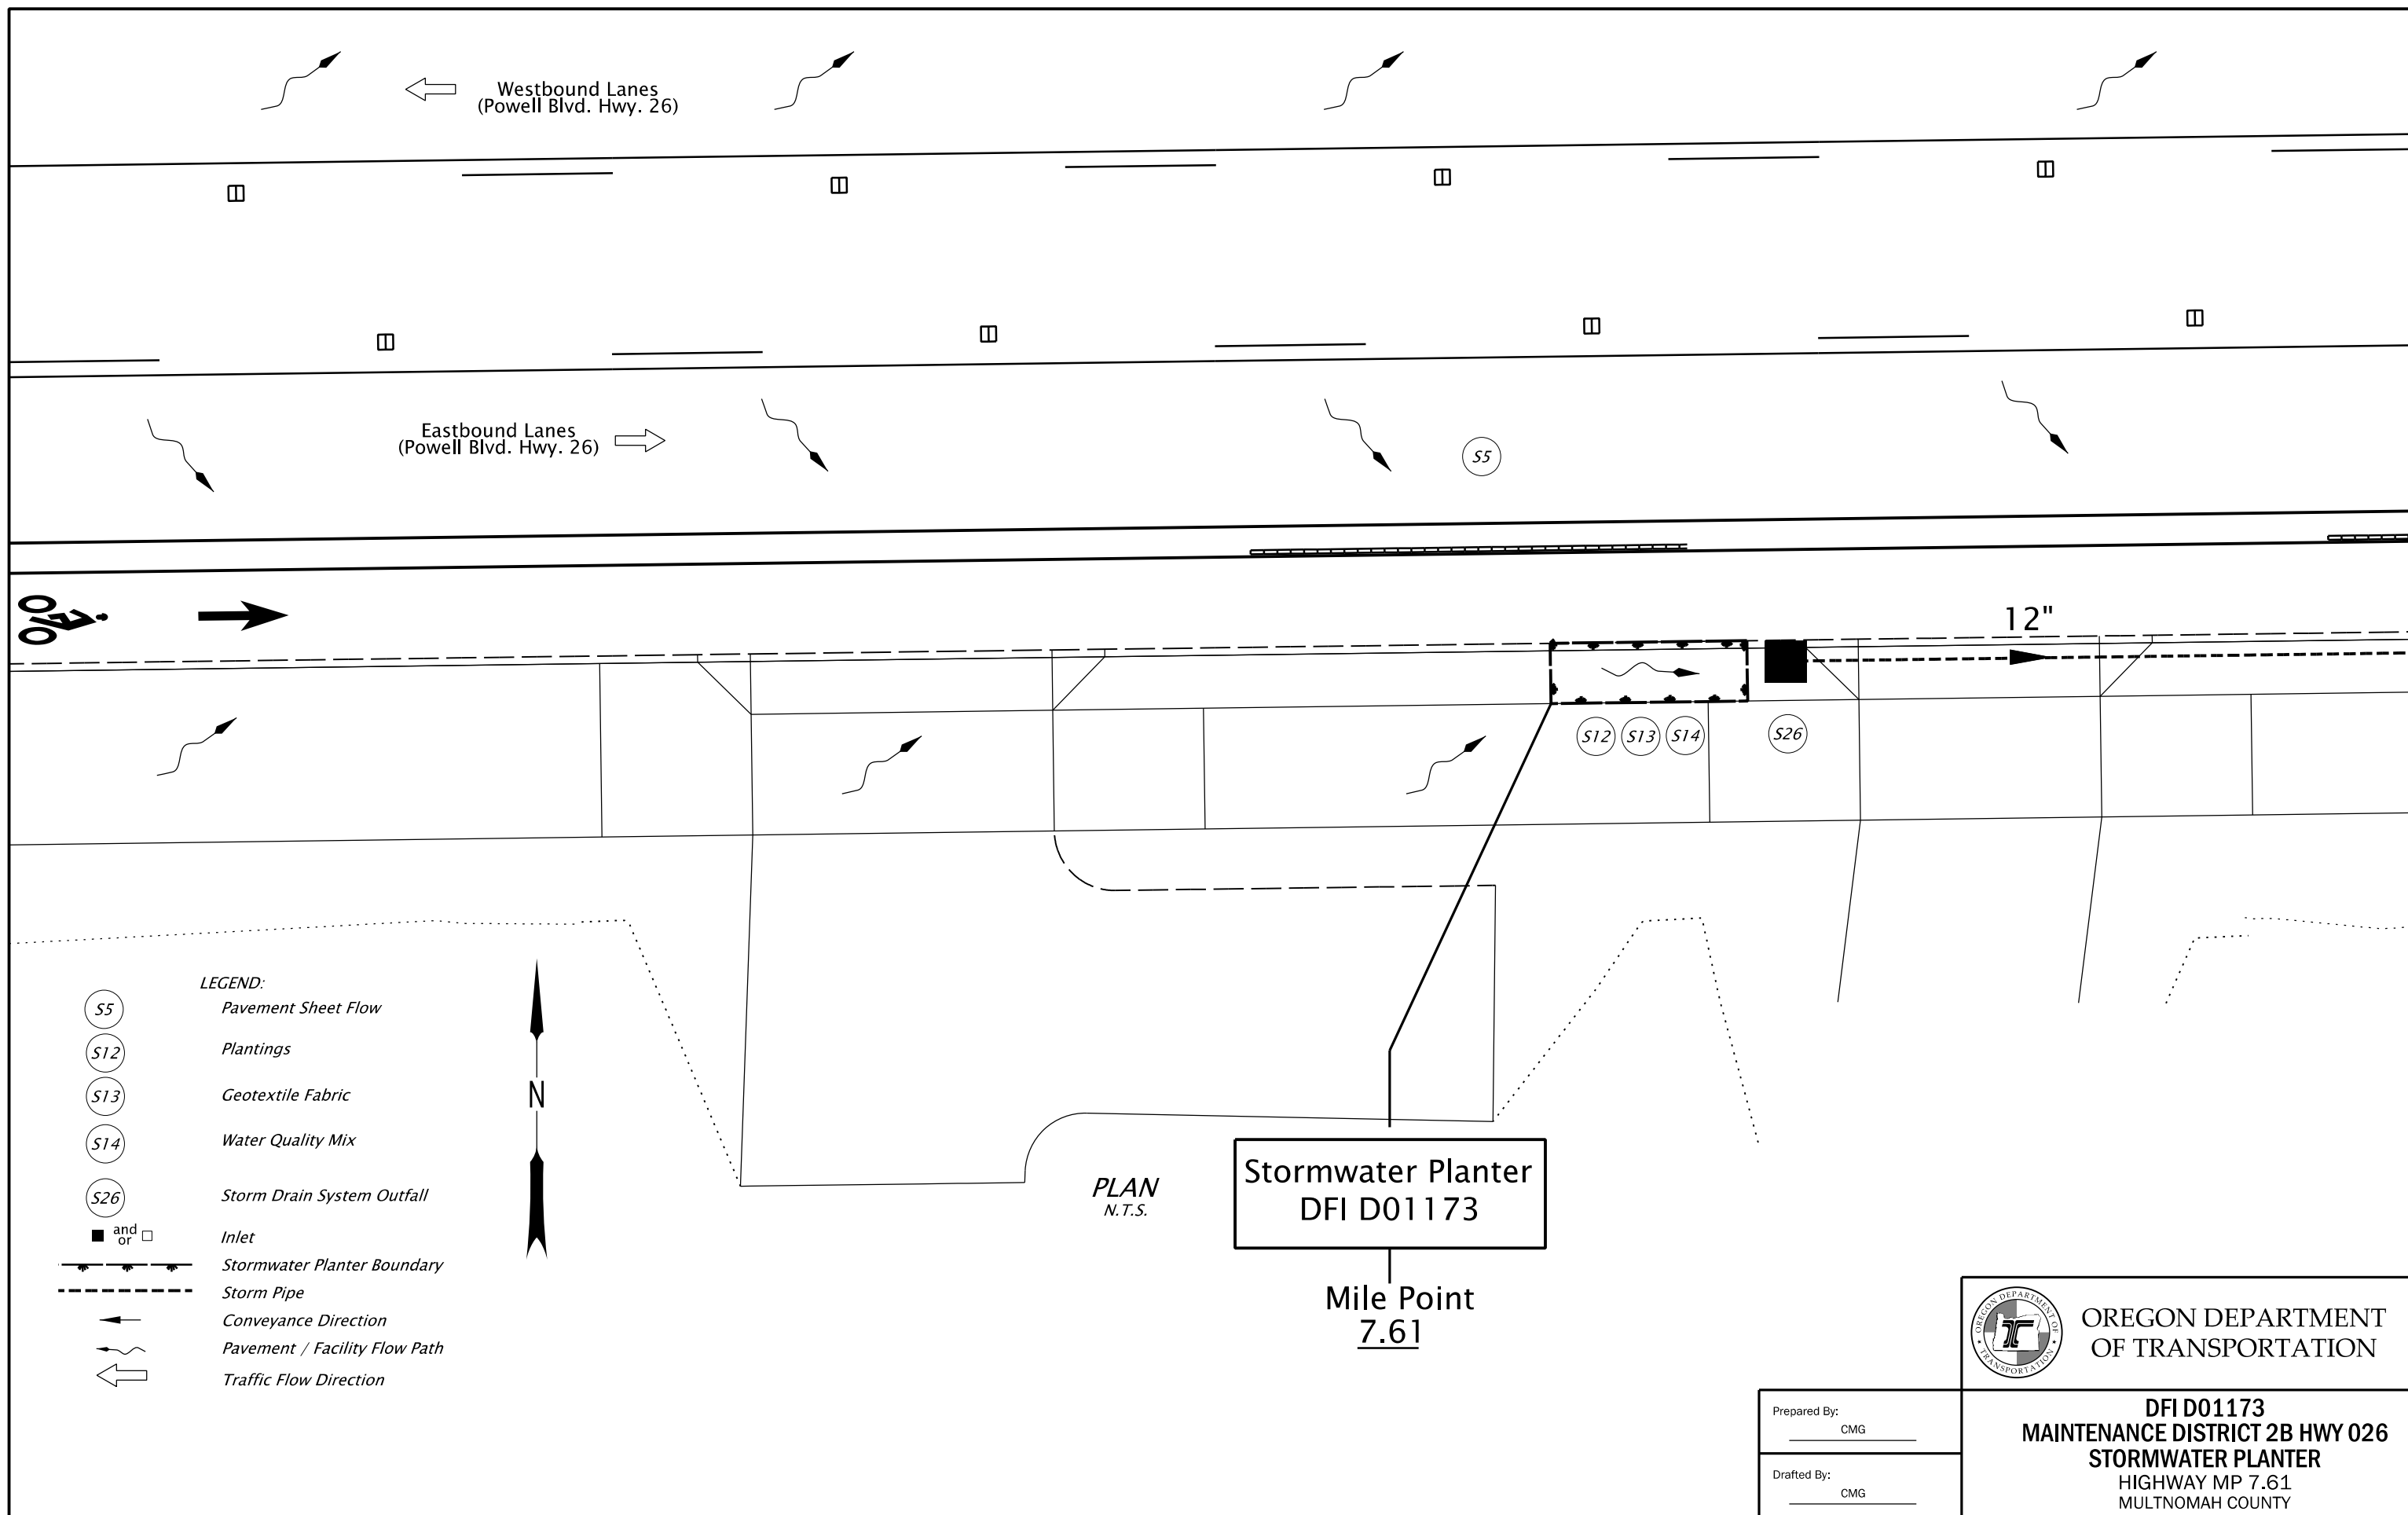 Westbound Lanes
(Powell Blvd. Hwy. 26)
Eastbound Lanes
(Powell Blvd. Hwy. 26)
S5
12"
S12
S13
S14
S26
LEGEND:
S5 Pavement Sheet Flow
S12 Plantings
S13 Geotextile Fabric
S14 Water Quality Mix
S26 Storm Drain System Outfall
and
or
Inlet
Stormwater Planter Boundary
Storm Pipe
Conveyance Direction
Pavement / Facility Flow Path
Traffic Flow Direction
N
PLAN
N.T.S.
Stormwater Planter
DFI D01173
Mile Point
7.61
OREGON DEPARTMENT OF
TRANSPORTATION
OREGON DEPARTMENT
OF TRANSPORTATION
Prepared By:
CMG
Drafted By:
CMG
DFI D01173
MAINTENANCE DISTRICT 2B HWY 026
STORMWATER PLANTER
HIGHWAY MP 7.61
MULTNOMAH COUNTY